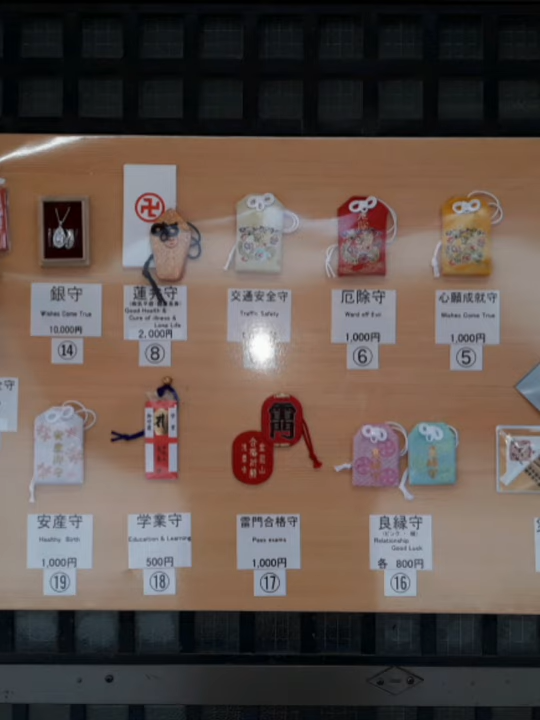 銀守
Wishes Come True
10,000円
⑭
蓮弁守
Good Health &
Cure of illness &
Long Life
2,000円
⑧
交通安全守
Traffic Safety
厄除守
Ward off Evil
1,000円
⑥
心願成就守
Wishes Come True
1,000円
⑤
安産守
Healthy Birth
1,000円
⑲
学業守
Education & Learning
500円
⑱
雷門合格守
Pass exams
1,000円
⑰
良縁守
Relationship
Good Luck
各 800円
⑯